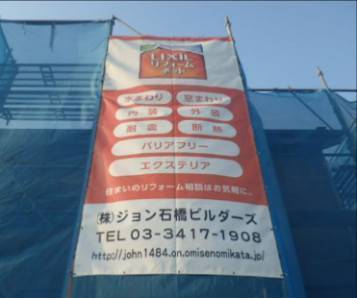 LIXIL
リフォーム
ネット
水まわり 窓まわり
内装 外装
耐震 断熱
バリアフリー
エクステリア
住まいのリフォーム相談はお気軽に。
(株)ジョン石橋ビルダーズ
TEL 03-3417-1908
http://john1484.on.omisenomikata.jp/